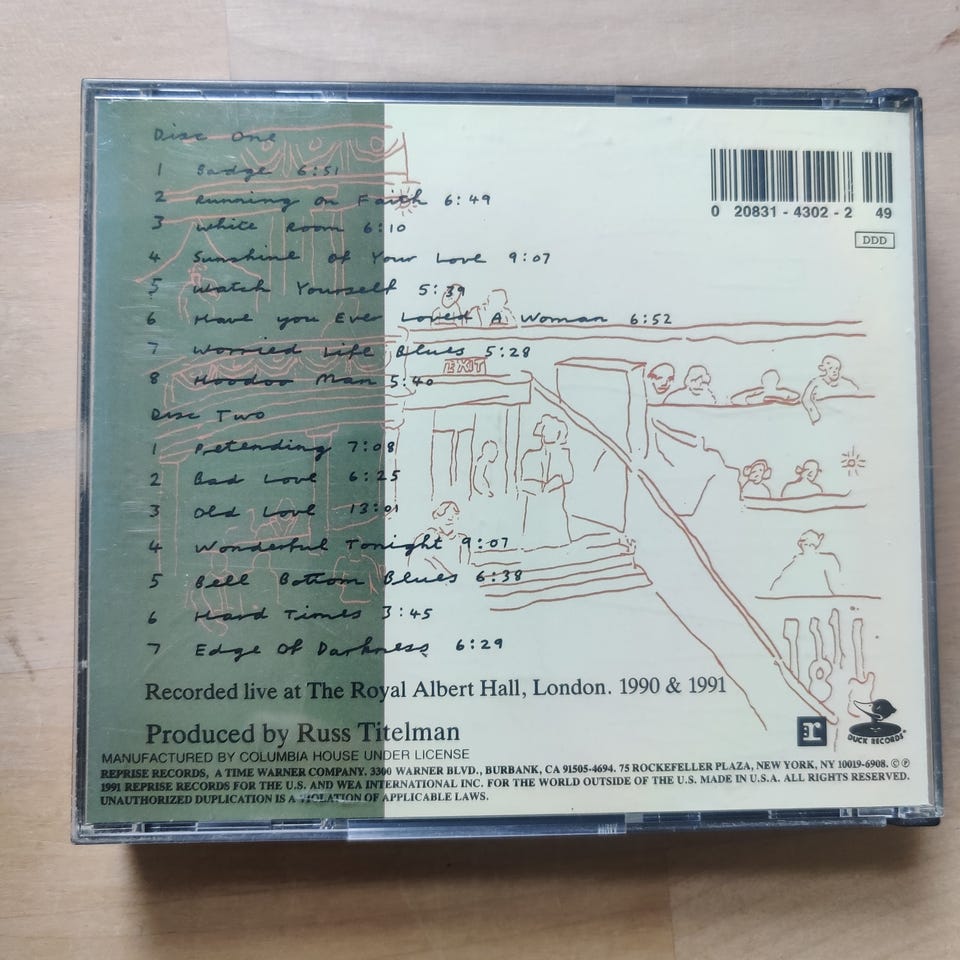 Disc One
1 Badge 6:51
2 Running On Faith 6:49
3 White Room 6:10
4 Sunshine of Your Love 9:07
5 Watch Yourself 5:39
6 Have you Ever Loved A Woman 6:52
7 Worried Life Blues 5:28
8 Hoodoo Man 5:40
Disc Two
1 Petending 7:08
2 Bad Love 6:25
3 Old Love 13:01
4 Wonderful Tonight 9:07
5 Bell Bottom Blues 6:38
6 Hard Times 3:45
7 Edge Of Darkness 6:29
0 20831 - 4302 - 2 49
DDD
EXIT
Recorded live at The Royal Albert Hall, London. 1990 & 1991
Produced by Russ Titelman
r
DUCK RECORDS™
MANUFACTURED BY COLUMBIA HOUSE UNDER LICENSE
REPRISE RECORDS, A TIME WARNER COMPANY. 3300 WARNER BLVD., BURBANK, CA 91505-4694. 75 ROCKEFELLER PLAZA, NEW YORK, NY 10019-6908. ©℗
1991 REPRISE RECORDS FOR THE U.S. AND WEA INTERNATIONAL INC. FOR THE WORLD OUTSIDE OF THE U.S. MADE IN U.S.A. ALL RIGHTS RESERVED.
UNAUTHORIZED DUPLICATION IS A VIOLATION OF APPLICABLE LAWS.